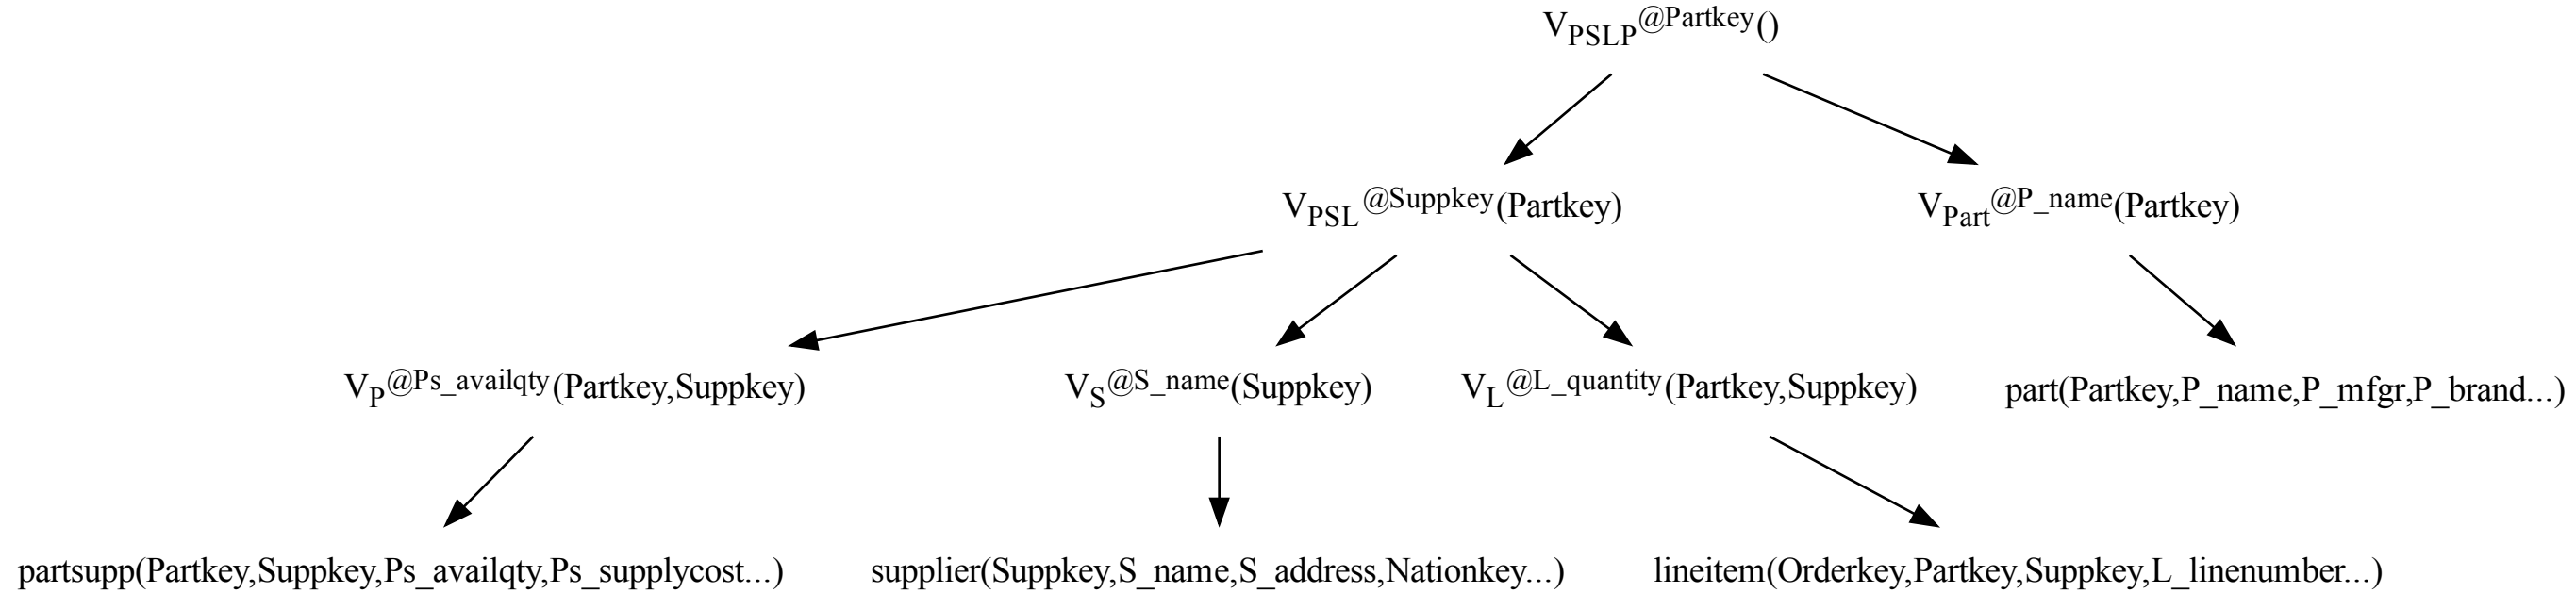 V_PSLP^@Partkey()
V_PSL^@Suppkey(Partkey)
V_Part^@P_name(Partkey)
V_P^@Ps_availqty(Partkey,Suppkey)
V_S^@S_name(Suppkey)
V_L^@L_quantity(Partkey,Suppkey)
part(Partkey,P_name,P_mfgr,P_brand...)
partsupp(Partkey,Suppkey,Ps_availqty,Ps_supplycost...)
supplier(Suppkey,S_name,S_address,Nationkey...)
lineitem(Orderkey,Partkey,Suppkey,L_linenumber...)